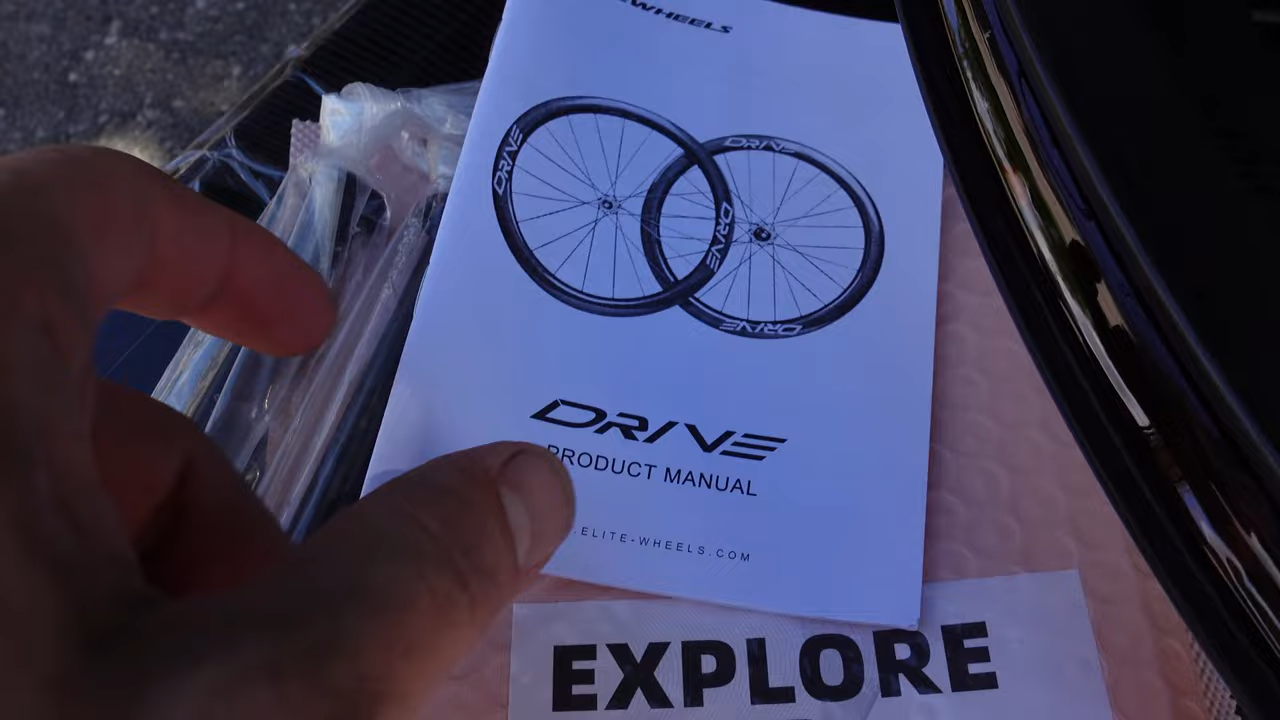 WHEELS
DRIVE
DRIVE
DRIVE
DRIVE
DRIVE
PRODUCT MANUAL
.ELITE-WHEELS.COM
EXPLORE